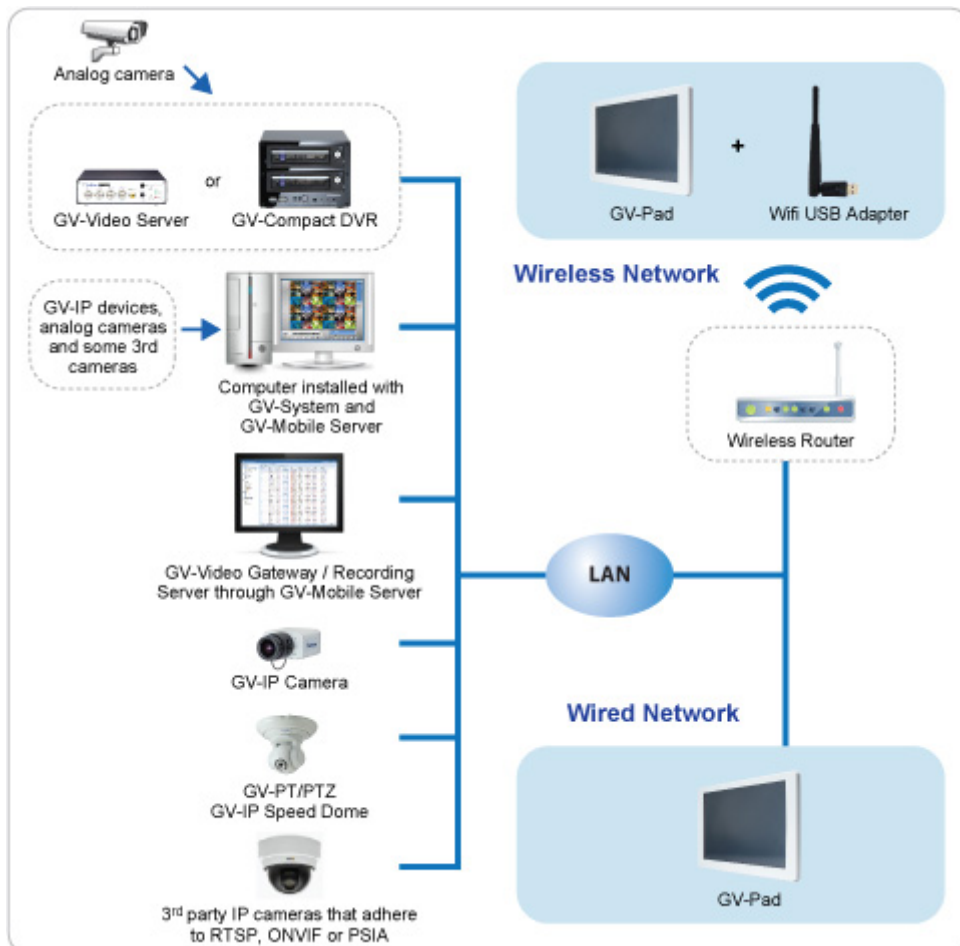 Analog camera
GV-Video Server
or
GV-Compact DVR
GV-IP devices,
analog cameras
and some 3rd
cameras
Computer installed with
GV-System and
GV-Mobile Server
GV-Video Gateway / Recording
Server through GV-Mobile Server
GV-IP Camera
GV-PT/PTZ
GV-IP Speed Dome
3rd party IP cameras that adhere
to RTSP, ONVIF or PSIA
LAN
GV-Pad
+
Wifi USB Adapter
Wireless Network
Wireless Router
Wired Network
GV-Pad